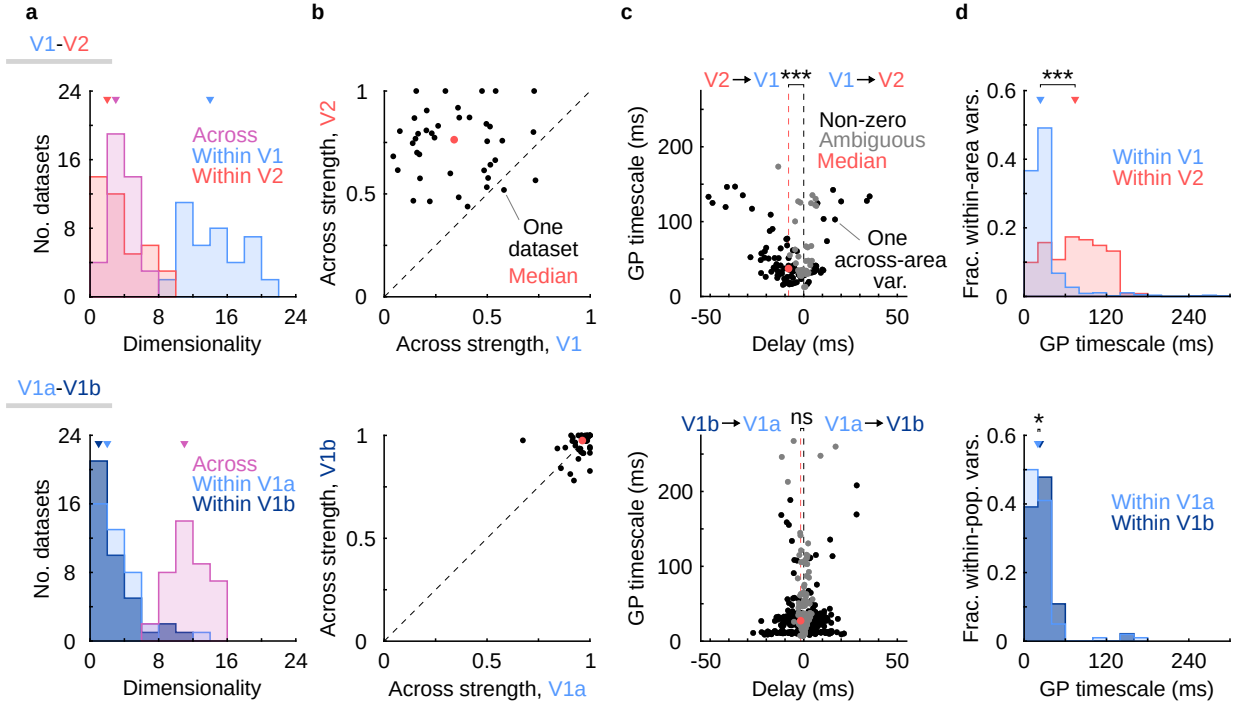 a
b
c
d
V1-V2
24
16
8
0
No. datasets
Across
Within V1
Within V2
0
8
16
24
Dimensionality
1
0.5
0
Across strength, V2
One
dataset
Median
0
0.5
1
Across strength, V1
V2→V1
***
V1→V2
200
100
0
GP timescale (ms)
Non-zero
Ambiguous
Median
One
across-area
var.
-50
0
50
Delay (ms)
***
0.6
0.4
0.2
0
Frac. within-area vars.
Within V1
Within V2
0
120
240
GP timescale (ms)
V1a-V1b
24
16
8
0
No. datasets
Across
Within V1a
Within V1b
0
8
16
24
Dimensionality
1
0.5
0
Across strength, V1b
0
0.5
1
Across strength, V1a
V1b→V1a
ns
V1a→V1b
200
100
0
GP timescale (ms)
-50
0
50
Delay (ms)
*
0.6
0.4
0.2
0
Frac. within-pop. vars.
Within V1a
Within V1b
0
120
240
GP timescale (ms)